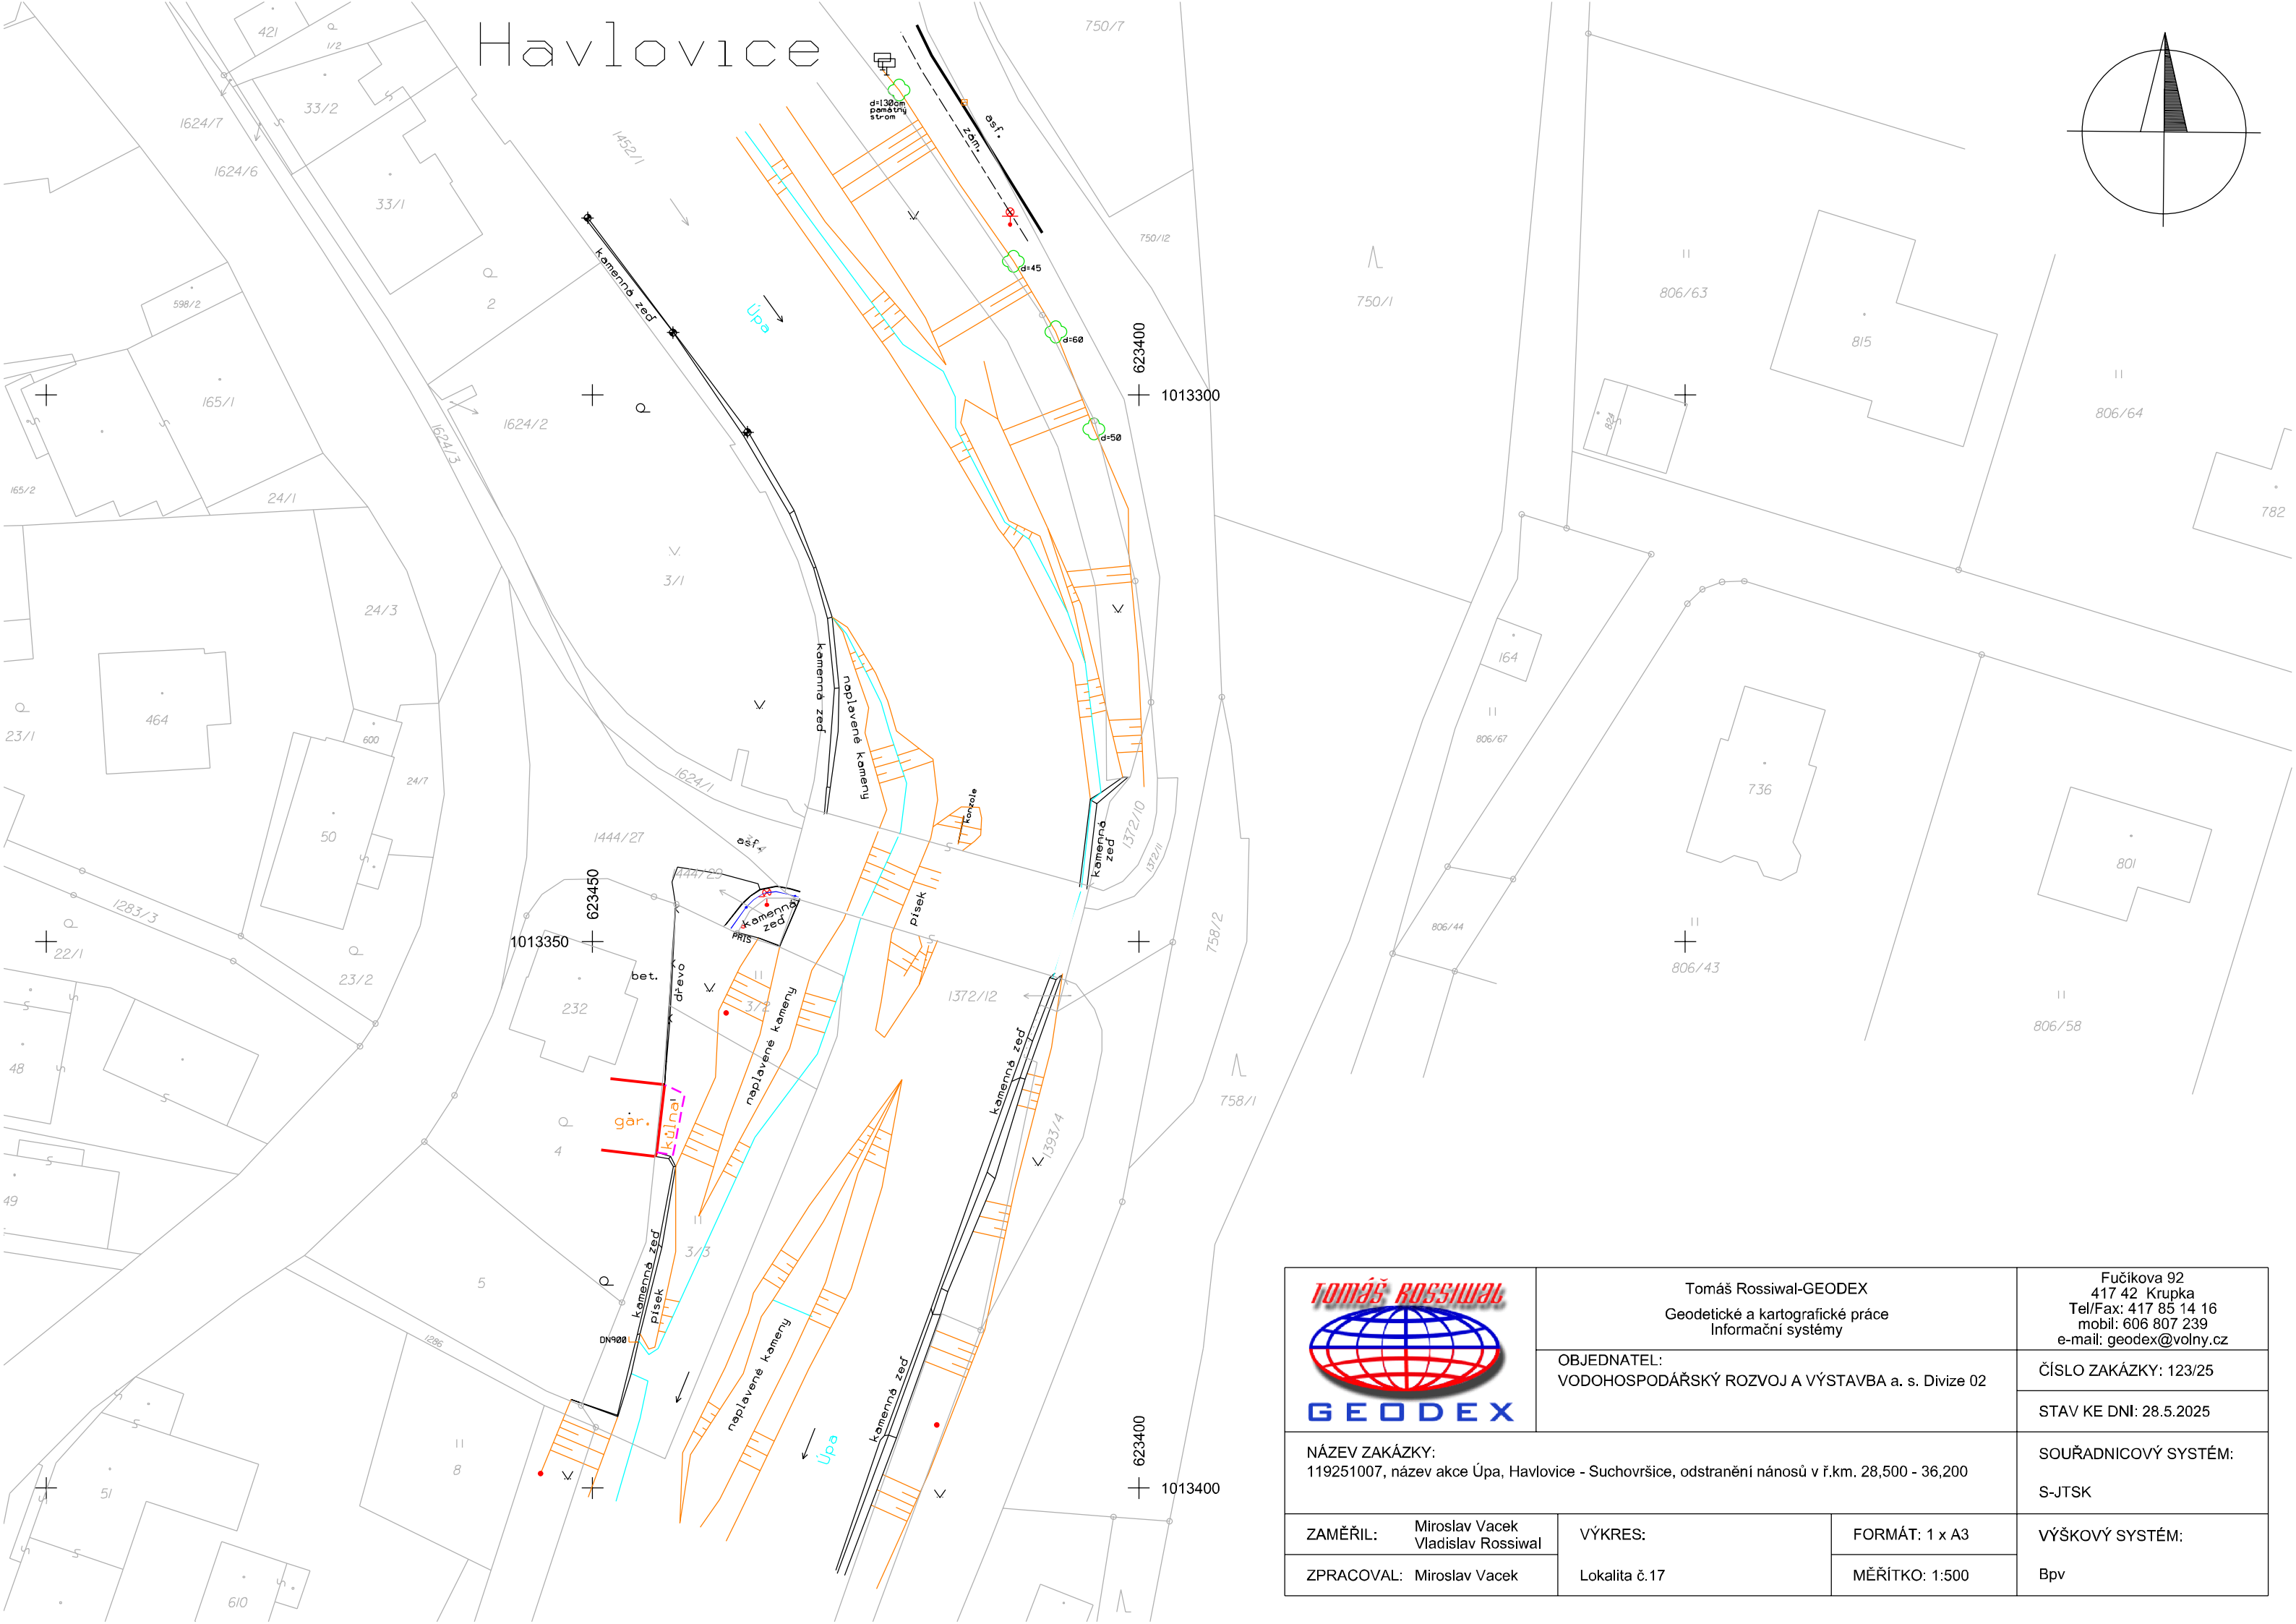 Havlovice
421
1/2
750/7
33/2
1624/7
1624/6
33/1
1452/1
d=130cm
památný
strom
zám.
asf.
750/12
2
598/2
kamenná zeď
Úpa
d=45
d=60
623400
1013300
750/1
806/63
815
824
806/64
782
165/1
165/2
24/1
1624/2
1624/3
d=50
3/1
24/3
464
23/1
600
24/7
50
kamenná zeď
naplavené kameny
1624/1
konzole
164
806/67
736
801
1444/27
asf.
kamenná
zeď
1372/10
1372/11
623450
1013350
kamenná
zeď
PRIS
písek
1283/3
22/1
23/2
232
bet.
dřevo
3/2
naplavené kameny
1372/12
758/2
806/44
806/43
806/58
kamenná zeď
48
gar.
kůlna
4
1393/4
758/1
49
3/3
5
kamenná zeď
písek
DN900
1286
naplavené kameny
kamenná zeď
Úpa
623400
1013400
8
51
610
TOMÁŠ ROSSIWAL
GEODEX
Tomáš Rossiwal-GEODEX
Geodetické a kartografické práce
Informační systémy
Fučíkova 92
417 42 Krupka
Tel/Fax: 417 85 14 16
mobil: 606 807 239
e-mail: geodex@volny.cz
OBJEDNATEL:
VODOHOSPODÁŘSKÝ ROZVOJ A VÝSTAVBA a. s. Divize 02
ČÍSLO ZAKÁZKY: 123/25
STAV KE DNI: 28.5.2025
NÁZEV ZAKÁZKY:
119251007, název akce Úpa, Havlovice - Suchovršice, odstranění nánosů v ř.km. 28,500 - 36,200
SOUŘADNICOVÝ SYSTÉM:
S-JTSK
ZAMĚŘIL: Miroslav Vacek
Vladislav Rossiwal
VÝKRES:
FORMÁT: 1 x A3
VÝŠKOVÝ SYSTÉM:
ZPRACOVAL: Miroslav Vacek
Lokalita č.17
MĚŘÍTKO: 1:500
Bpv